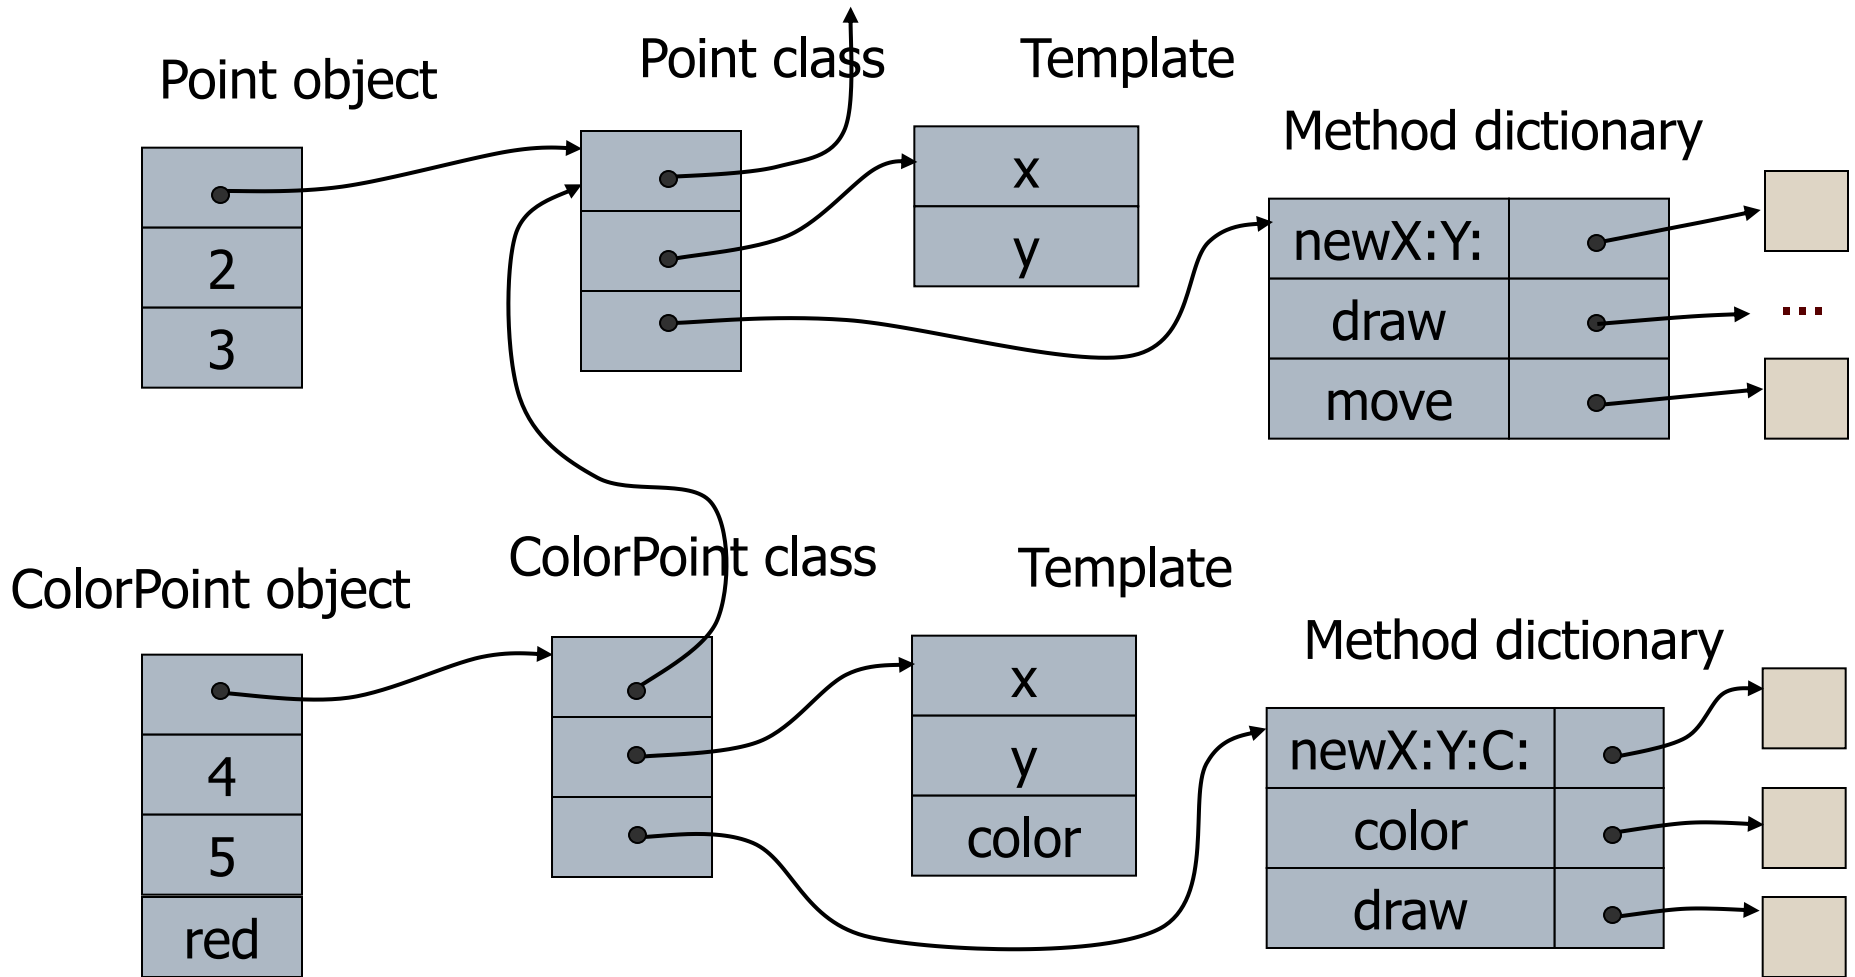 Point object
Point class
Template
Method dictionary
2
3
x
y
newX:Y:
draw
move
...
ColorPoint object
ColorPoint class
Template
Method dictionary
4
5
red
x
y
color
newX:Y:C:
color
draw